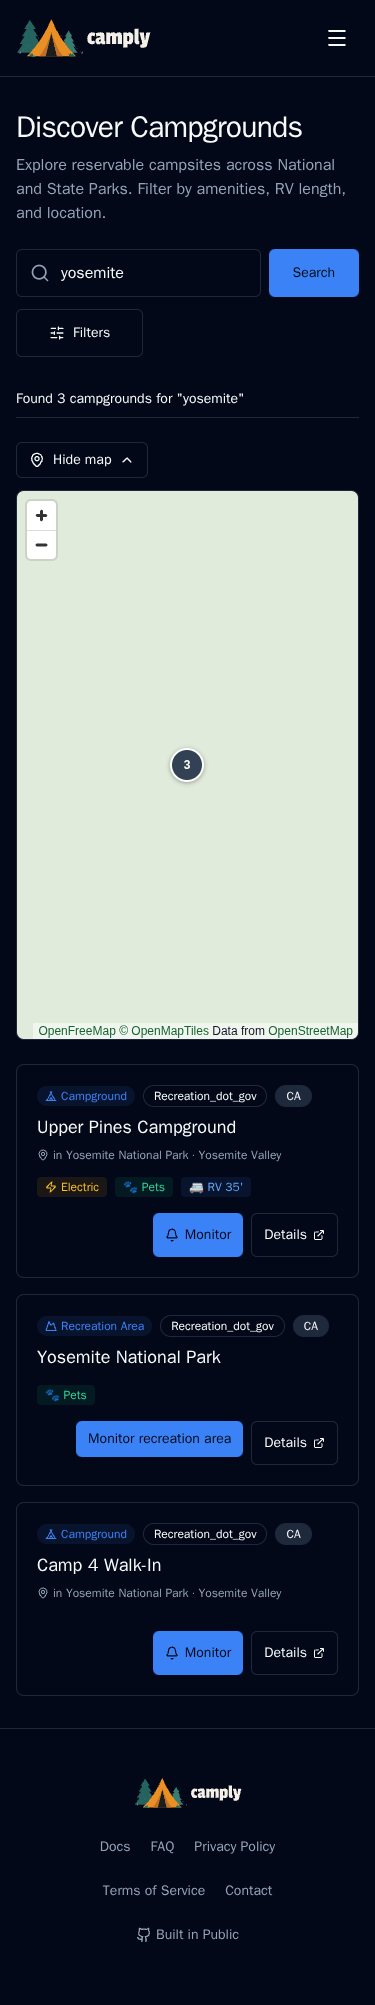 camply
Discover Campgrounds
Explore reservable campsites across National
and State Parks. Filter by amenities, RV length,
and location.
yosemite
Search
Filters
Found 3 campgrounds for "yosemite"
Hide map
3
OpenFreeMap © OpenMapTiles Data from OpenStreetMap
Campground Recreation_dot_gov CA
Upper Pines Campground
in Yosemite National Park · Yosemite Valley
Electric Pets RV 35'
Monitor Details
Recreation Area Recreation_dot_gov CA
Yosemite National Park
Pets
Monitor recreation area Details
Campground Recreation_dot_gov CA
Camp 4 Walk-In
in Yosemite National Park · Yosemite Valley
Monitor Details
camply
Docs FAQ Privacy Policy
Terms of Service Contact
Built in Public